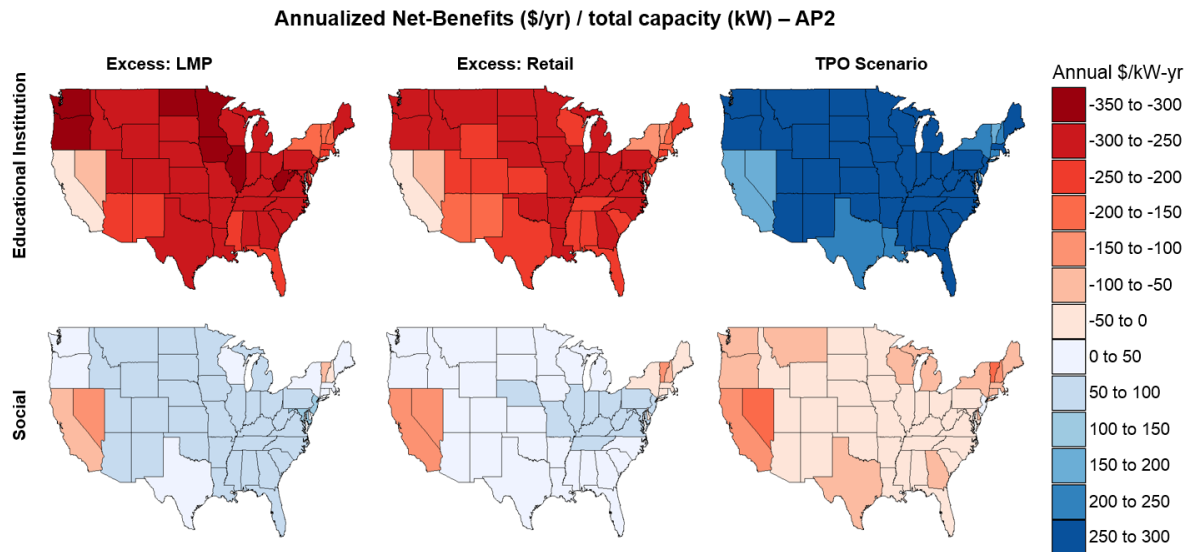 Annualized Net-Benefits ($/yr) / total capacity (kW) – AP2
Excess: LMP
Excess: Retail
TPO Scenario
Educational Institution
Social
Annual $/kW-yr
-350 to -300
-300 to -250
-250 to -200
-200 to -150
-150 to -100
-100 to -50
-50 to 0
0 to 50
50 to 100
100 to 150
150 to 200
200 to 250
250 to 300